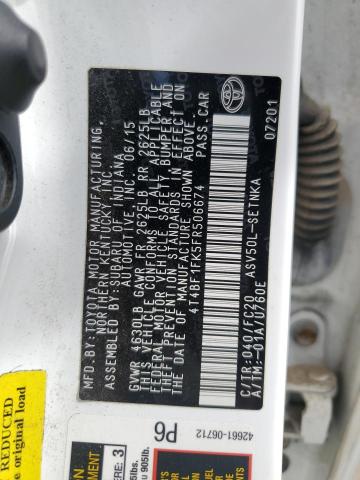 MFD.BY:TOYOTA MOTOR MANUFACTURING,
NORTHERN KENTUCKY INC.
ASSEMBLED BY:SUBARU OF INDIANA
AUTOMOTIVE, INC. 06/15
GVWR 4630LB GAWR FR 2625LB RR 2625LB
THIS VEHICLE CONFORMS TO ALL APPLICABLE
FEDERAL MOTOR VEHICLE SAFETY BUMPER, AND
THEFT PREVENTION STANDARDS IN EFFECT ON
THE DATE OF MANUFACTURE SHOWN ABOVE.
4T4BF1FK5FR506674 PASS.CAR
C/TR:040/FC20 ASV50L-SETNKA
A/TM:-01A/U760E 07201
REDUCED
e original load
P6
42661-06712
ERE: 3